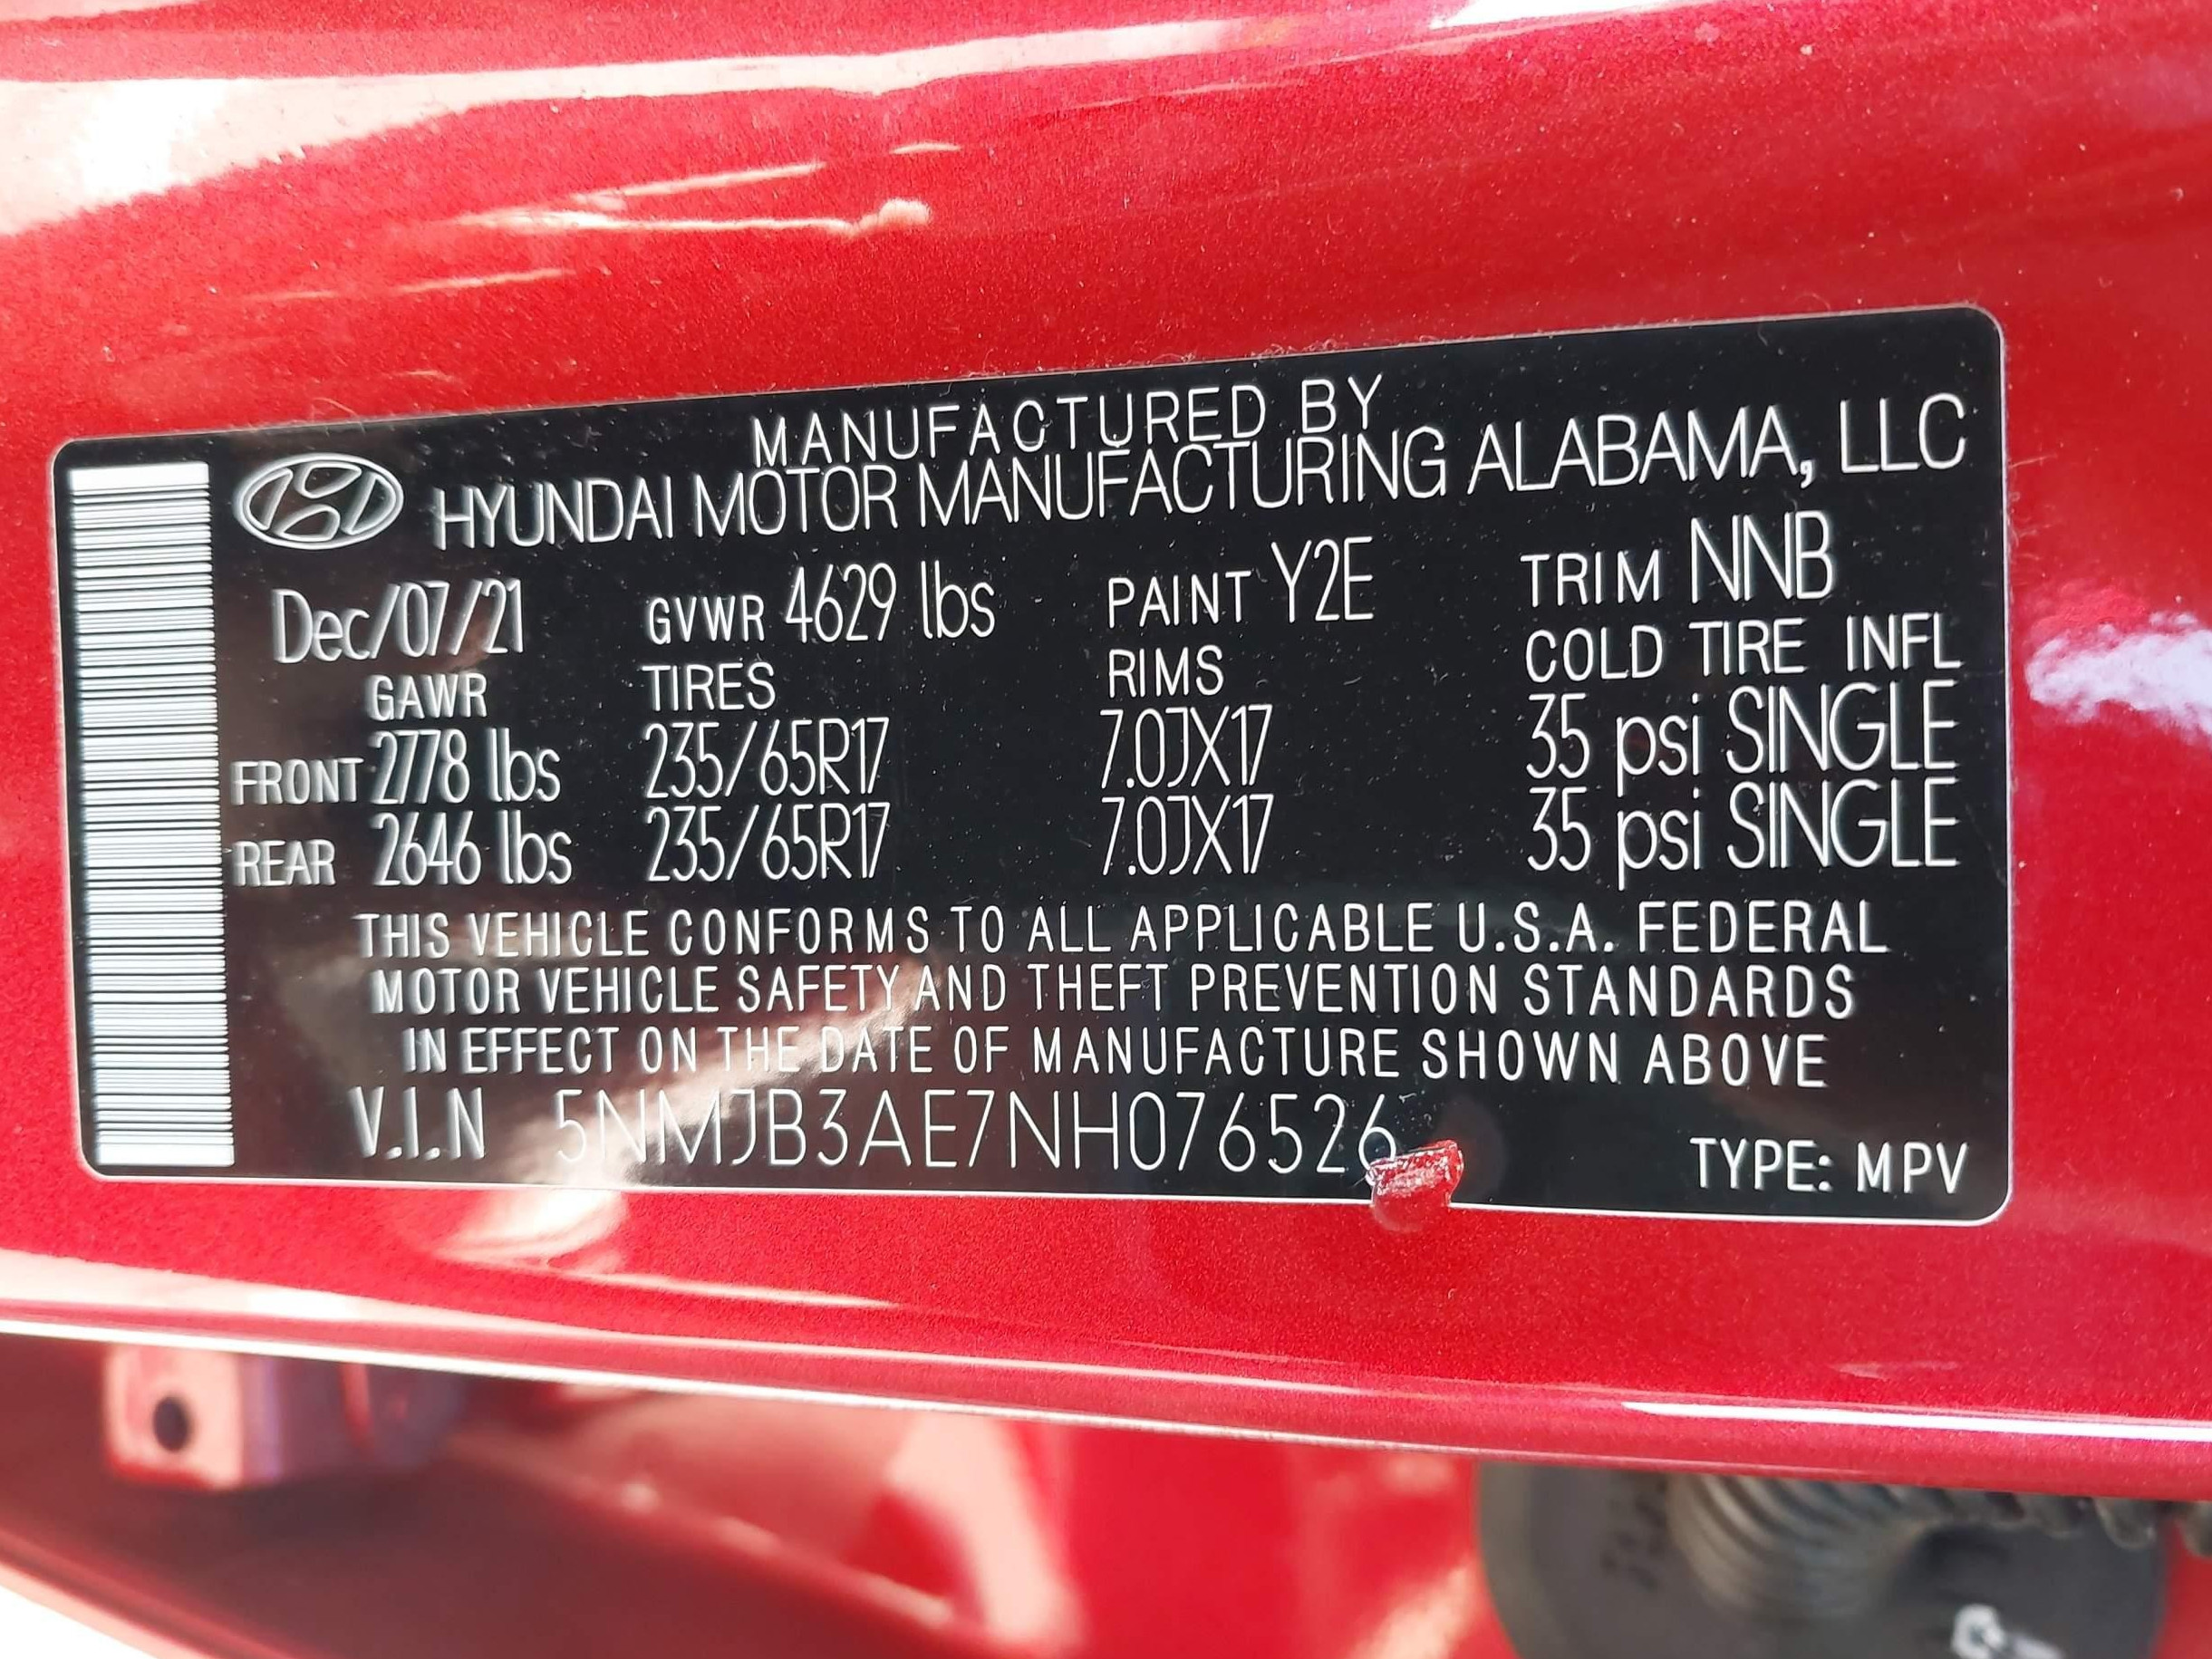 MANUFACTURED BY
HYUNDAI MOTOR MANUFACTURING ALABAMA, LLC
Dec/07/21 GVWR 4629 lbs PAINT Y2E TRIM NNB
GAWR TIRES RIMS COLD TIRE INFL
FRONT 2778 lbs 235/65R17 7.0JX17 35 psi SINGLE
REAR 2646 lbs 235/65R17 7.0JX17 35 psi SINGLE
THIS VEHICLE CONFORMS TO ALL APPLICABLE U.S.A. FEDERAL
MOTOR VEHICLE SAFETY AND THEFT PREVENTION STANDARDS
IN EFFECT ON THE DATE OF MANUFACTURE SHOWN ABOVE
V.I.N 5NMJB3AE7NH076526 TYPE: MPV